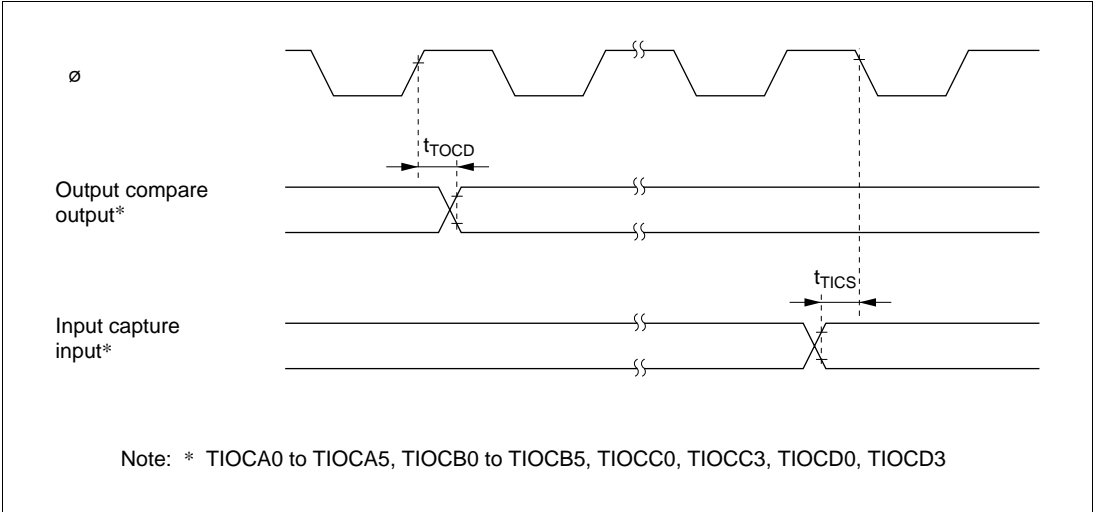 ø
tTOCD
Output compare
output*
tTICS
Input capture
input*
Note: * TIOCA0 to TIOCA5, TIOCB0 to TIOCB5, TIOCC0, TIOCC3, TIOCD0, TIOCD3